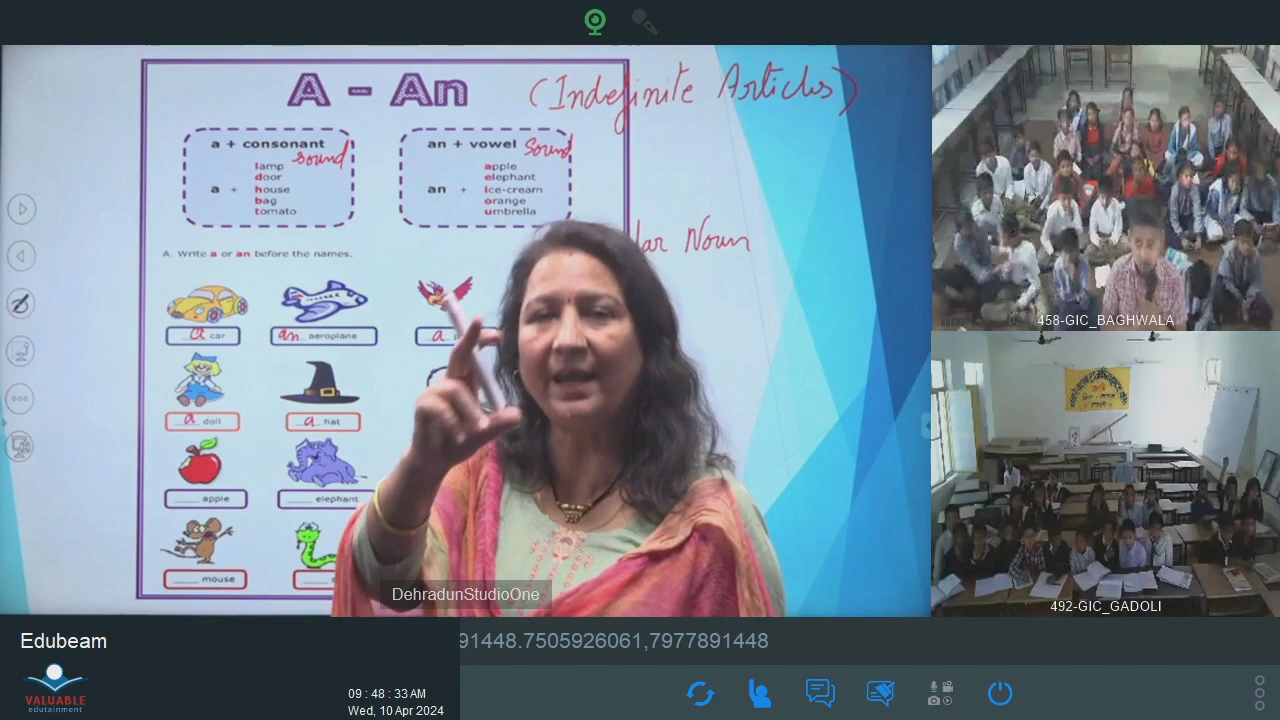 A - An (Indefinite Articles)
a + consonant
sound
lamp
door
a + house
bag
tomato
an + vowel sound
apple
elephant
an + ice-cream
orange
umbrella
lar Noun
A. Write a or an before the names.
a car
an aeroplane
a
a doll
a hat
apple
elephant
mouse
DehradunStudioOne
458-GIC_BAGHWALA
492-GIC_GADOLI
Edubeam
91448.7505926061,7977891448
VALUABLE
edutainment
09 : 48 : 33 AM
Wed, 10 Apr 2024